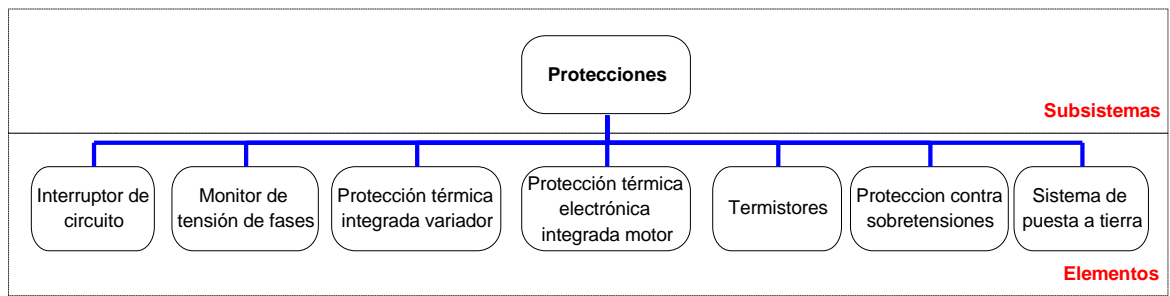 Protecciones
Subsistemas
Interruptor de
circuito
Monitor de
tensión de fases
Protección térmica
integrada variador
Protección térmica
electrónica
integrada motor
Termistores
Proteccion contra
sobretensiones
Sistema de
puesta a tierra
Elementos